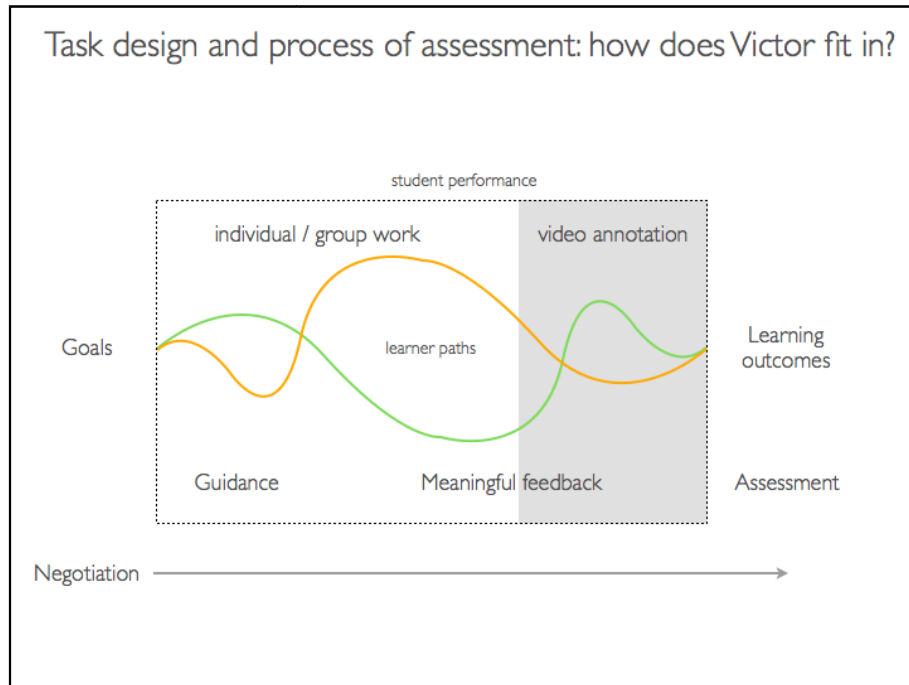 Task design and process of assessment: how does Victor fit in?
student performance
individual / group work
video annotation
Goals
learner paths
Learning
outcomes
Guidance
Meaningful feedback
Assessment
Negotiation